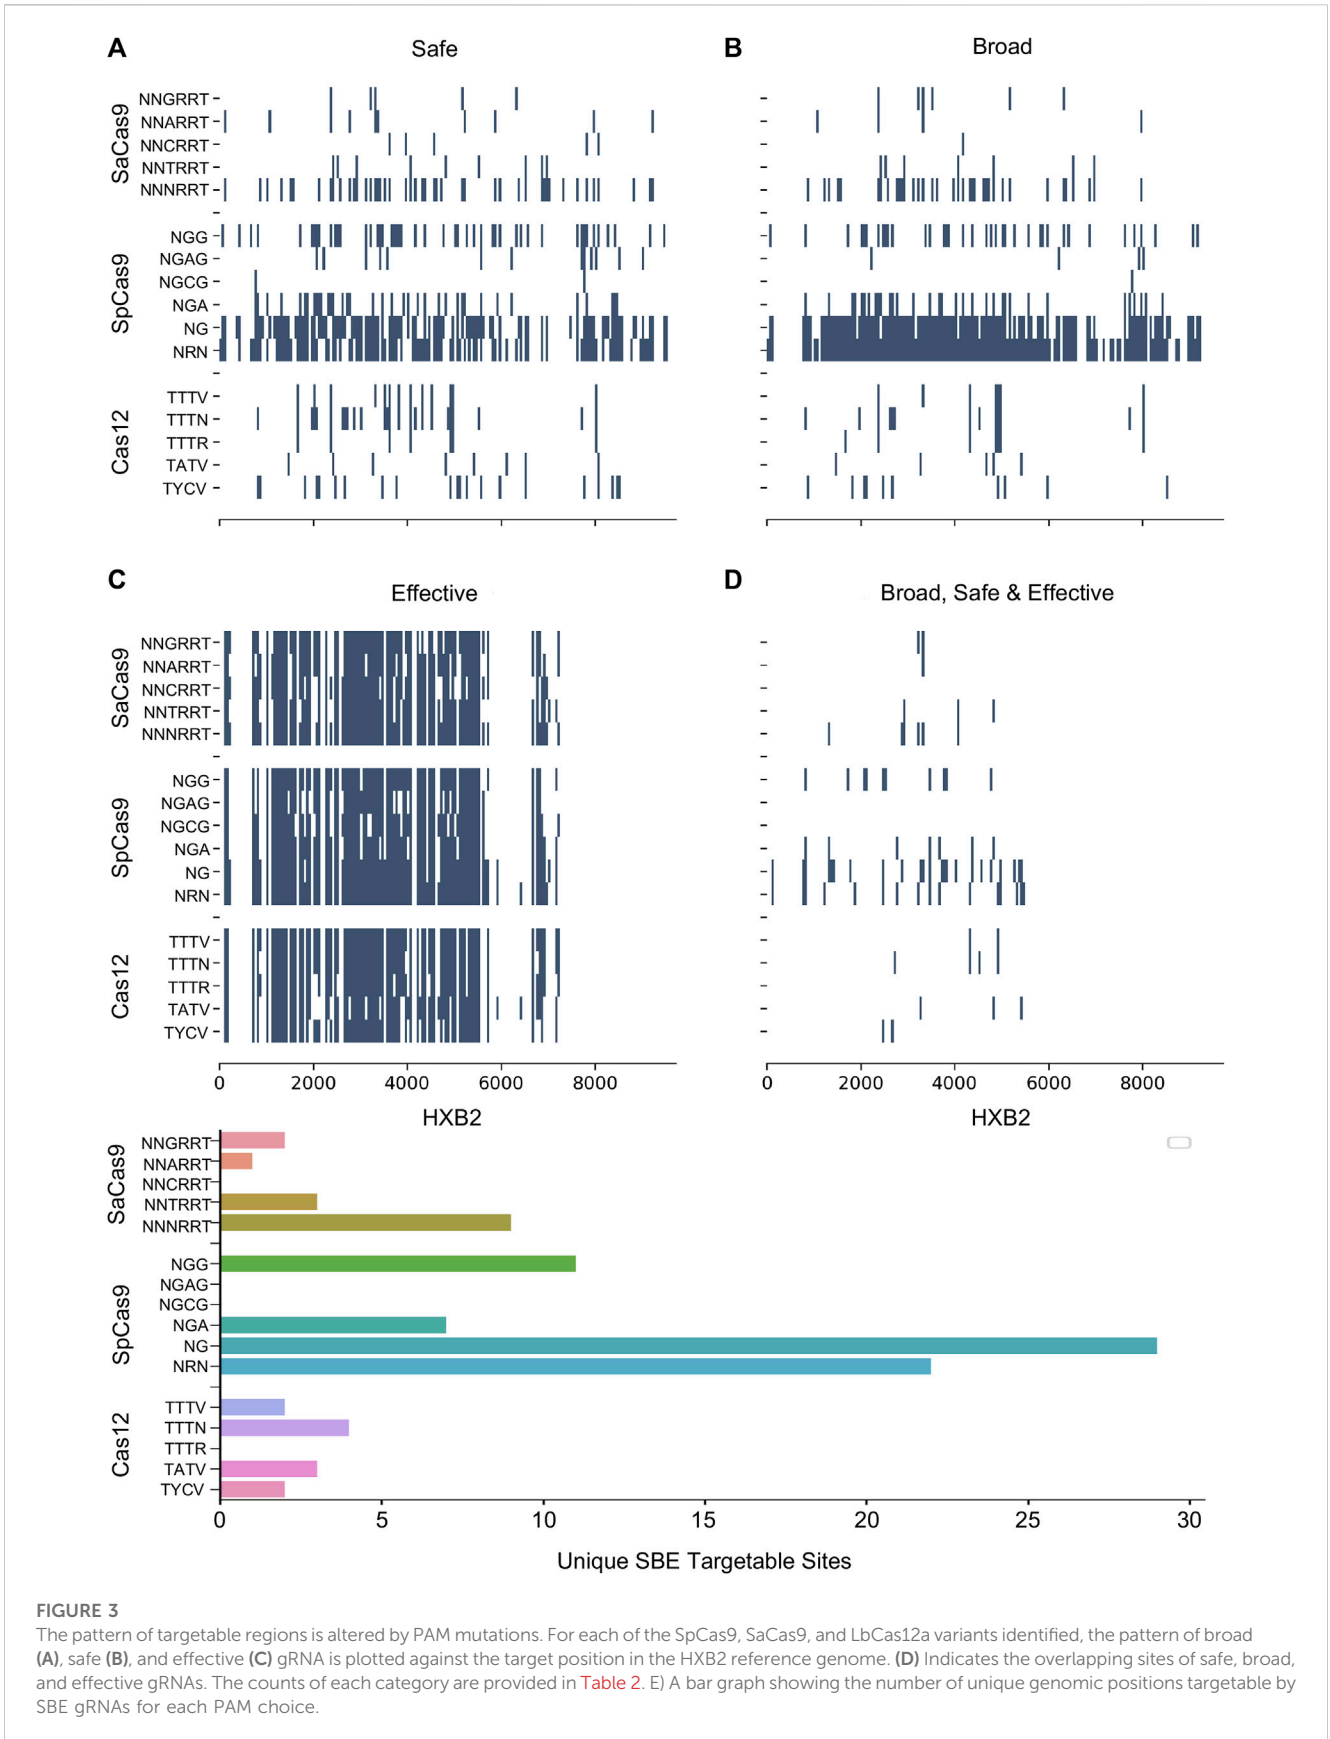 A
Safe
B
Broad
SaCas9
NNGRRT
NNARRT
NNCRRT
NNTRRT
NNNRRT
SpCas9
NGG
NGAG
NGCG
NGA
NG
NRN
Cas12
TTTV
TTTN
TTTR
TATV
TYCV
C
Effective
D
Broad, Safe & Effective
SaCas9
NNGRRT
NNARRT
NNCRRT
NNTRRT
NNNRRT
SpCas9
NGG
NGAG
NGCG
NGA
NG
NRN
Cas12
TTTV
TTTN
TTTR
TATV
TYCV
0 2000 4000 6000 8000
HXB2
0 2000 4000 6000 8000
HXB2
SaCas9
NNGRRT
NNARRT
NNCRRT
NNTRRT
NNNRRT
SpCas9
NGG
NGAG
NGCG
NGA
NG
NRN
Cas12
TTTV
TTTN
TTTR
TATV
TYCV
0 5 10 15 20 25 30
Unique SBE Targetable Sites
FIGURE 3
The pattern of targetable regions is altered by PAM mutations. For each of the SpCas9, SaCas9, and LbCas12a variants identified, the pattern of broad
(A), safe (B), and effective (C) gRNA is plotted against the target position in the HXB2 reference genome. (D) Indicates the overlapping sites of safe, broad,
and effective gRNAs. The counts of each category are provided in Table 2. E) A bar graph showing the number of unique genomic positions targetable by
SBE gRNAs for each PAM choice.